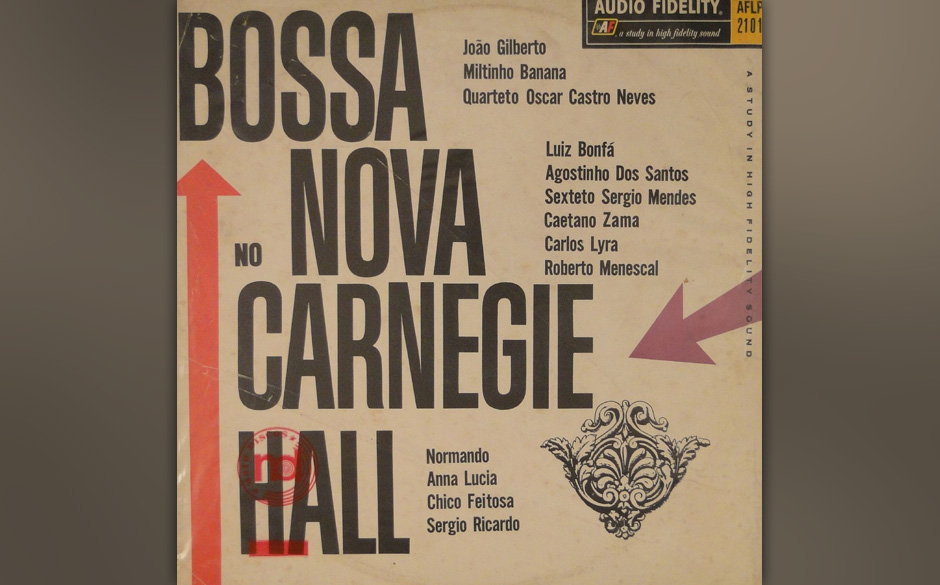 BOSSA
NOVA
NO
CARNEGIE
HALL
João Gilberto
Miltinho Banana
Quarteto Oscar Castro Neves
Luiz Bonfá
Agostinho Dos Santos
Sexteto Sergio Mendes
Caetano Zama
Carlos Lyra
Roberto Menescal
Normando
Anna Lucia
Chico Feitosa
Sergio Ricardo
AUDIO FIDELITY®
AF
a study in high fidelity sound
AFLP
2101
A STUDY IN HIGH FIDELITY SOUND
nd